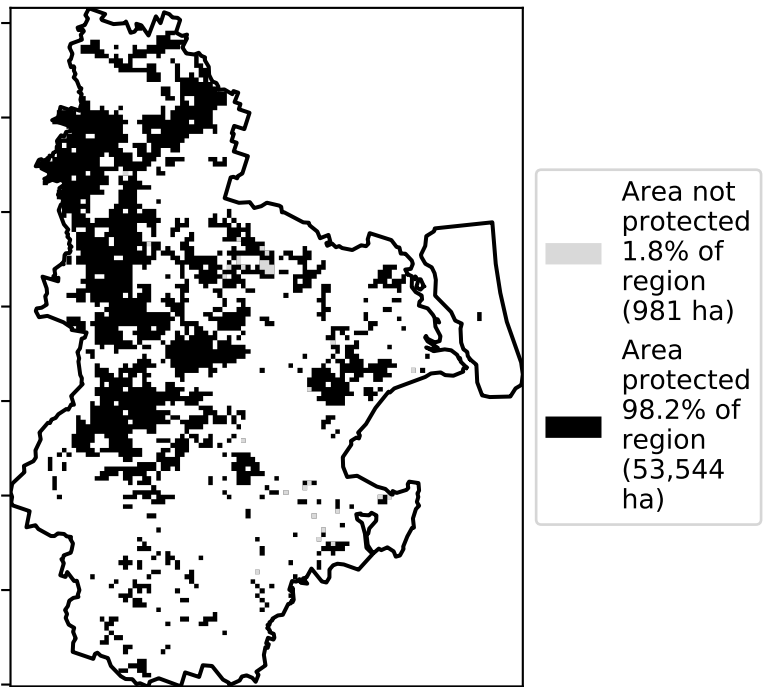 Area not
protected
1.8% of
region
(981 ha)
Area
protected
98.2% of
region
(53,544
ha)